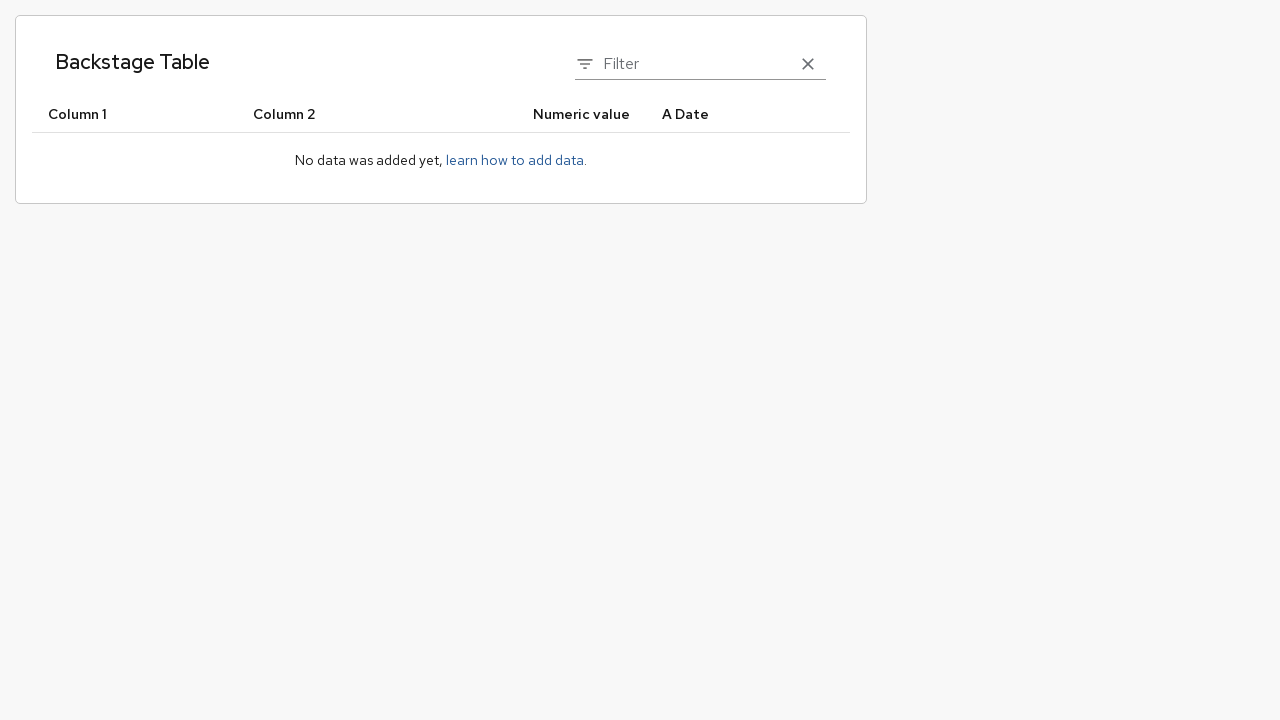 Backstage Table
Filter
Column 1 Column 2 Numeric value A Date
No data was added yet, learn how to add data.